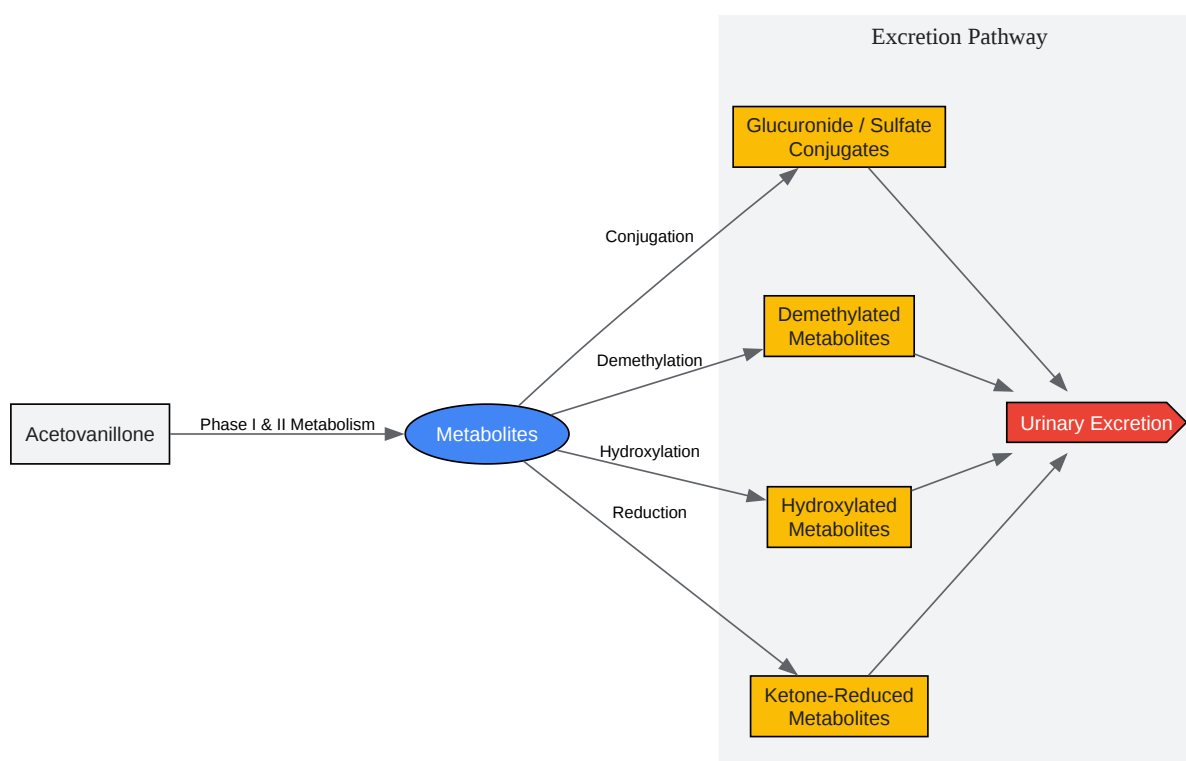 Excretion Pathway
Glucuronide / Sulfate
Conjugates
Conjugation
Demethylated
Metabolites
Demethylation
Acetovanillone
Phase I & II Metabolism
Metabolites
Urinary Excretion
Hydroxylation
Hydroxylated
Metabolites
Reduction
Ketone-Reduced
Metabolites